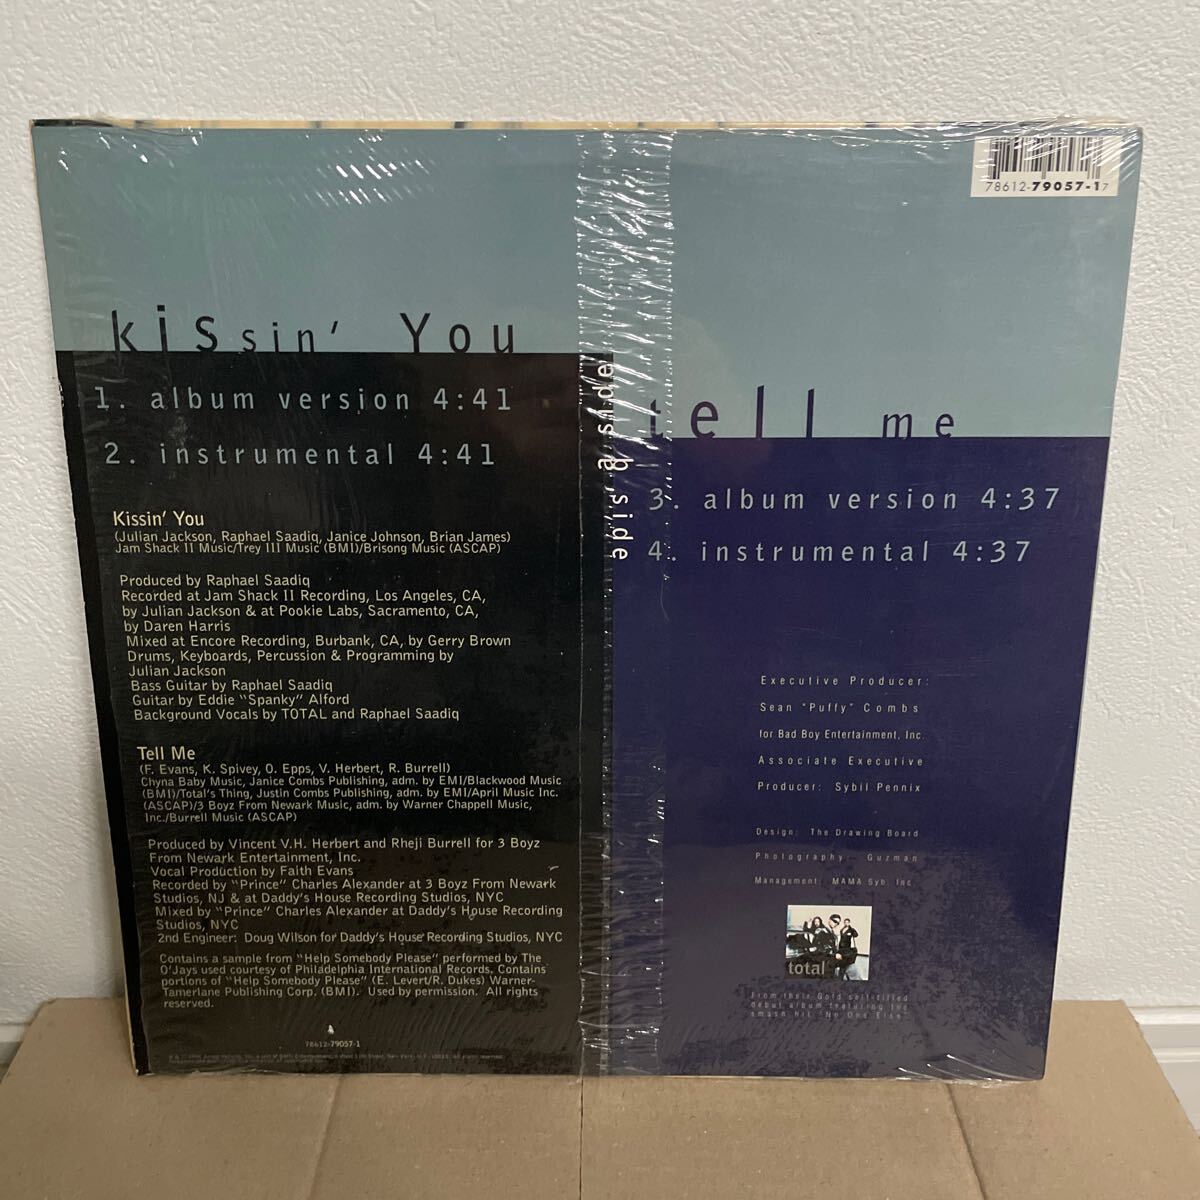 78612-79057-1 7
kissin' You
1. album version 4:41
2. instrumental 4:41
a side
b side
tell me
3. album version 4:37
4. instrumental 4:37
Kissin' You
(Julian Jackson, Raphael Saadiq, Janice Johnson, Brian James)
Jam Shack II Music/Trey III Music (BMI)/Brisong Music (ASCAP)
Produced by Raphael Saadiq
Recorded at Jam Shack II Recording, Los Angeles, CA,
by Julian Jackson & at Pookie Labs, Sacramento, CA,
by Daren Harris
Mixed at Encore Recording, Burbank, CA, by Gerry Brown
Drums, Keyboards, Percussion & Programming by
Julian Jackson
Bass Guitar by Raphael Saadiq
Guitar by Eddie "Spanky" Alford
Background Vocals by TOTAL and Raphael Saadiq
Tell Me
(F. Evans, K. Spivey, O. Epps, V. Herbert, R. Burrell)
Chyna Baby Music, Janice Combs Publishing, adm. by EMI/Blackwood Music
(BMI)/Total's Thing, Justin Combs Publishing, adm. by EMI/April Music Inc.
(ASCAP)/3 Boyz From Newark Music, adm. by Warner Chappell Music,
Inc./Burrell Music (ASCAP)
Produced by Vincent V.H. Herbert and Rheji Burrell for 3 Boyz
From Newark Entertainment, Inc.
Vocal Production by Faith Evans
Recorded by "Prince" Charles Alexander at 3 Boyz From Newark
Studios, NJ & at Daddy's House Recording Studios, NYC
Mixed by "Prince" Charles Alexander at Daddy's House Recording
Studios, NYC
2nd Engineer: Doug Wilson for Daddy's House Recording Studios, NYC
Contains a sample from "Help Somebody Please" performed by The
O'Jays used courtesy of Philadelphia International Records. Contains
portions of "Help Somebody Please" (E. Levert/R. Dukes) Warner-
Tamerlane Publishing Corp. (BMI). Used by permission. All rights
reserved.
78612-79057-1
Executive Producer:
Sean "Puffy" Combs
for Bad Boy Entertainment, Inc.
Associate Executive
Producer: Sybil Pennix
Design: The Drawing Board
Photography: Guzman
Management: MAMA Syb. Inc
total
From their Gold self-titled
debut album featuring the
smash hit "No One Else"